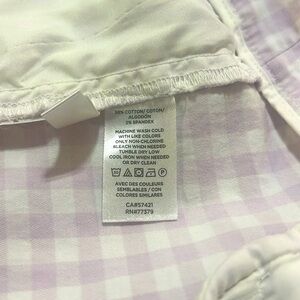 98% COTTON/ COTON/
ALGODÓN
2% SPANDEX
MACHINE WASH COLD
WITH LIKE COLORS
ONLY NON-CHLORINE
BLEACH WHEN NEEDED
TUMBLE DRY LOW
COOL IRON WHEN NEEDED
OR DRY CLEAN
AVEC DES COULEURS
SEMBLABLES / CON
COLORES SIMILARES
CA#57421
RN#77379